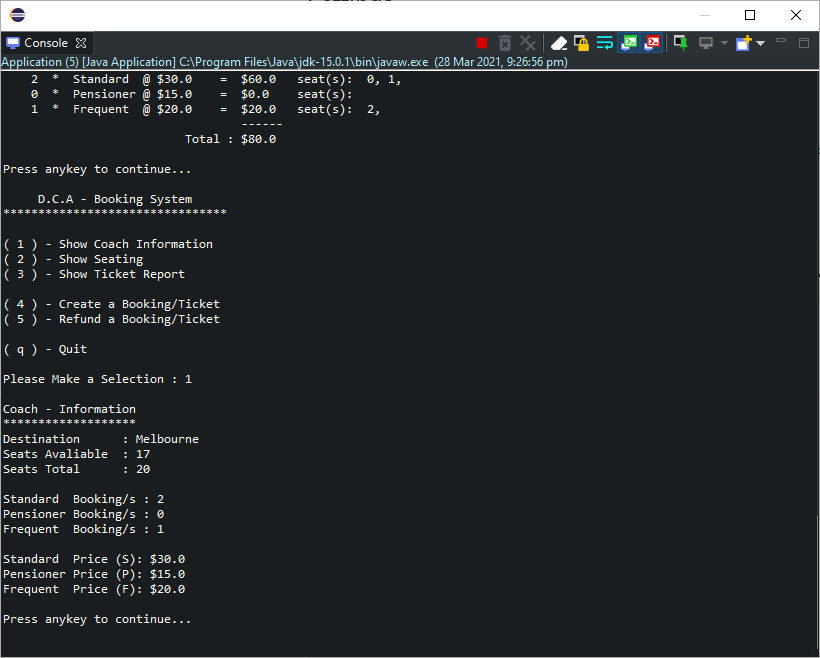 Console
Application (5) [Java Application] C:\Program Files\Java\jdk-15.0.1\bin\javaw.exe (28 Mar 2021, 9:26:56 pm)
2 * Standard @ $30.0 = $60.0 seat(s): 0, 1,
0 * Pensioner @ $15.0 = $0.0 seat(s):
1 * Frequent @ $20.0 = $20.0 seat(s): 2,
------
Total : $80.0
Press anykey to continue...
D.C.A - Booking System
********************************
( 1 ) - Show Coach Information
( 2 ) - Show Seating
( 3 ) - Show Ticket Report
( 4 ) - Create a Booking/Ticket
( 5 ) - Refund a Booking/Ticket
( q ) - Quit
Please Make a Selection : 1
Coach - Information
*******************
Destination : Melbourne
Seats Avaliable : 17
Seats Total : 20
Standard Booking/s : 2
Pensioner Booking/s : 0
Frequent Booking/s : 1
Standard Price (S): $30.0
Pensioner Price (P): $15.0
Frequent Price (F): $20.0
Press anykey to continue...